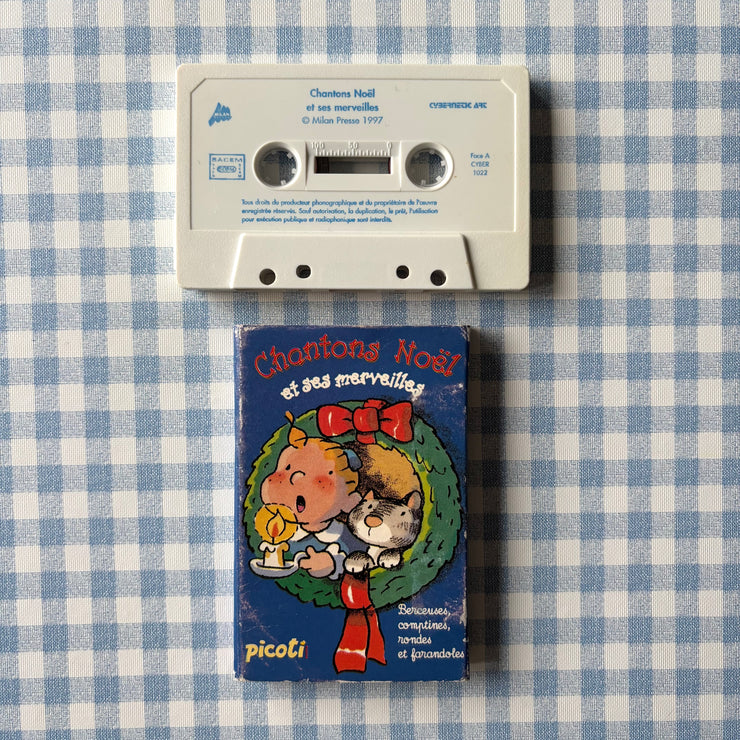 Chantons Noël
et ses merveilles
© Milan Presse 1997
MILAN
CYBERNETIC ART
SACEM
100 50 0
Face A
CYBER
1022
Tous droits du producteur phonographique et du propriétaire de l'œuvre
enregistrée réservés. Sauf autorisation, la duplication, le prêt, l'utilisation
pour exécution publique et radiophonique sont interdits.
Chantons Noël
et ses merveilles
Berceuses,
comptines,
rondes
et farandoles
picoti